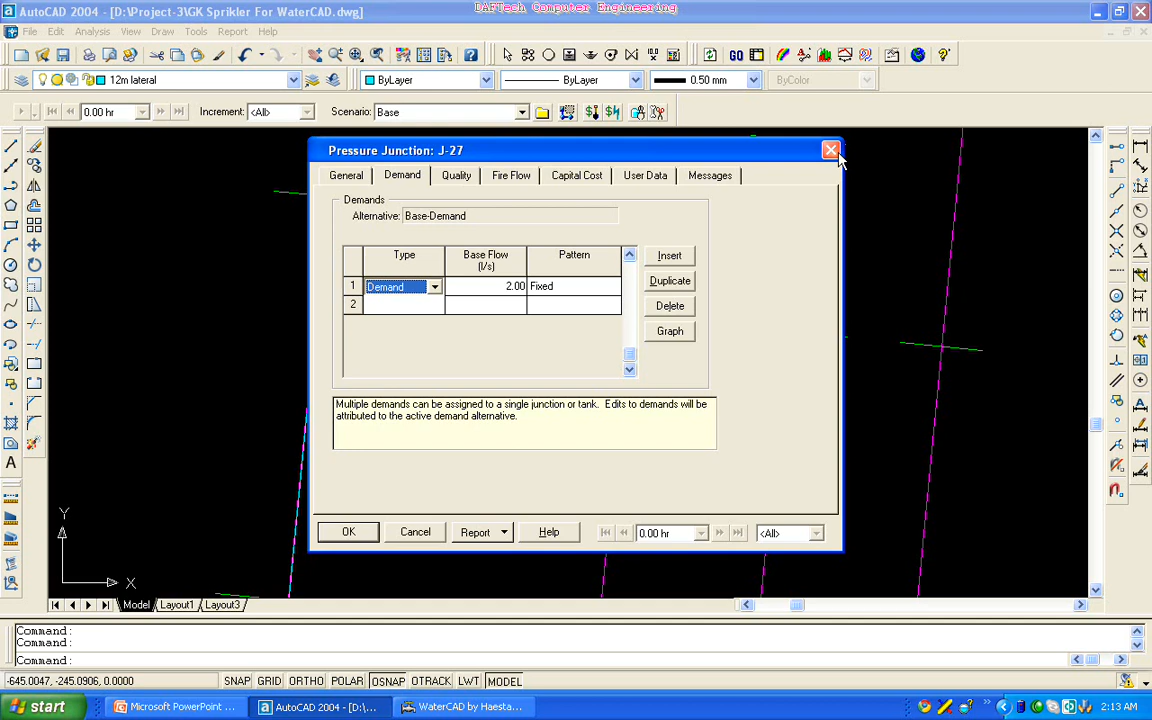 DAFTech Computer Engineering
AutoCAD 2004 - [D:\Project-3\GK Sprikler For WaterCAD.dwg]
File Edit Analysis View Draw Tools Report Help
GO
12m lateral
ByLayer
ByLayer
0.50 mm
ByColor
0.00 hr
Increment: <All>
Scenario: Base
Pressure Junction: J-27
General Demand Quality Fire Flow Capital Cost User Data Messages
Demands
Alternative: Base-Demand
Type Base Flow (l/s) Pattern
1 Demand 2.00 Fixed
2
Insert
Duplicate
Delete
Graph
Multiple demands can be assigned to a single junction or tank. Edits to demands will be
attributed to the active demand alternative.
OK Cancel Report Help 0.00 hr <All>
A
A
Y
X
Model Layout1 Layout3
Command:
Command:
Command:
-645.0047, -245.0906, 0.0000 SNAP GRID ORTHO POLAR OSNAP OTRACK LWT MODEL
start Microsoft PowerPoint ... AutoCAD 2004 - [D:\... WaterCAD by Haesta... 2:13 AM